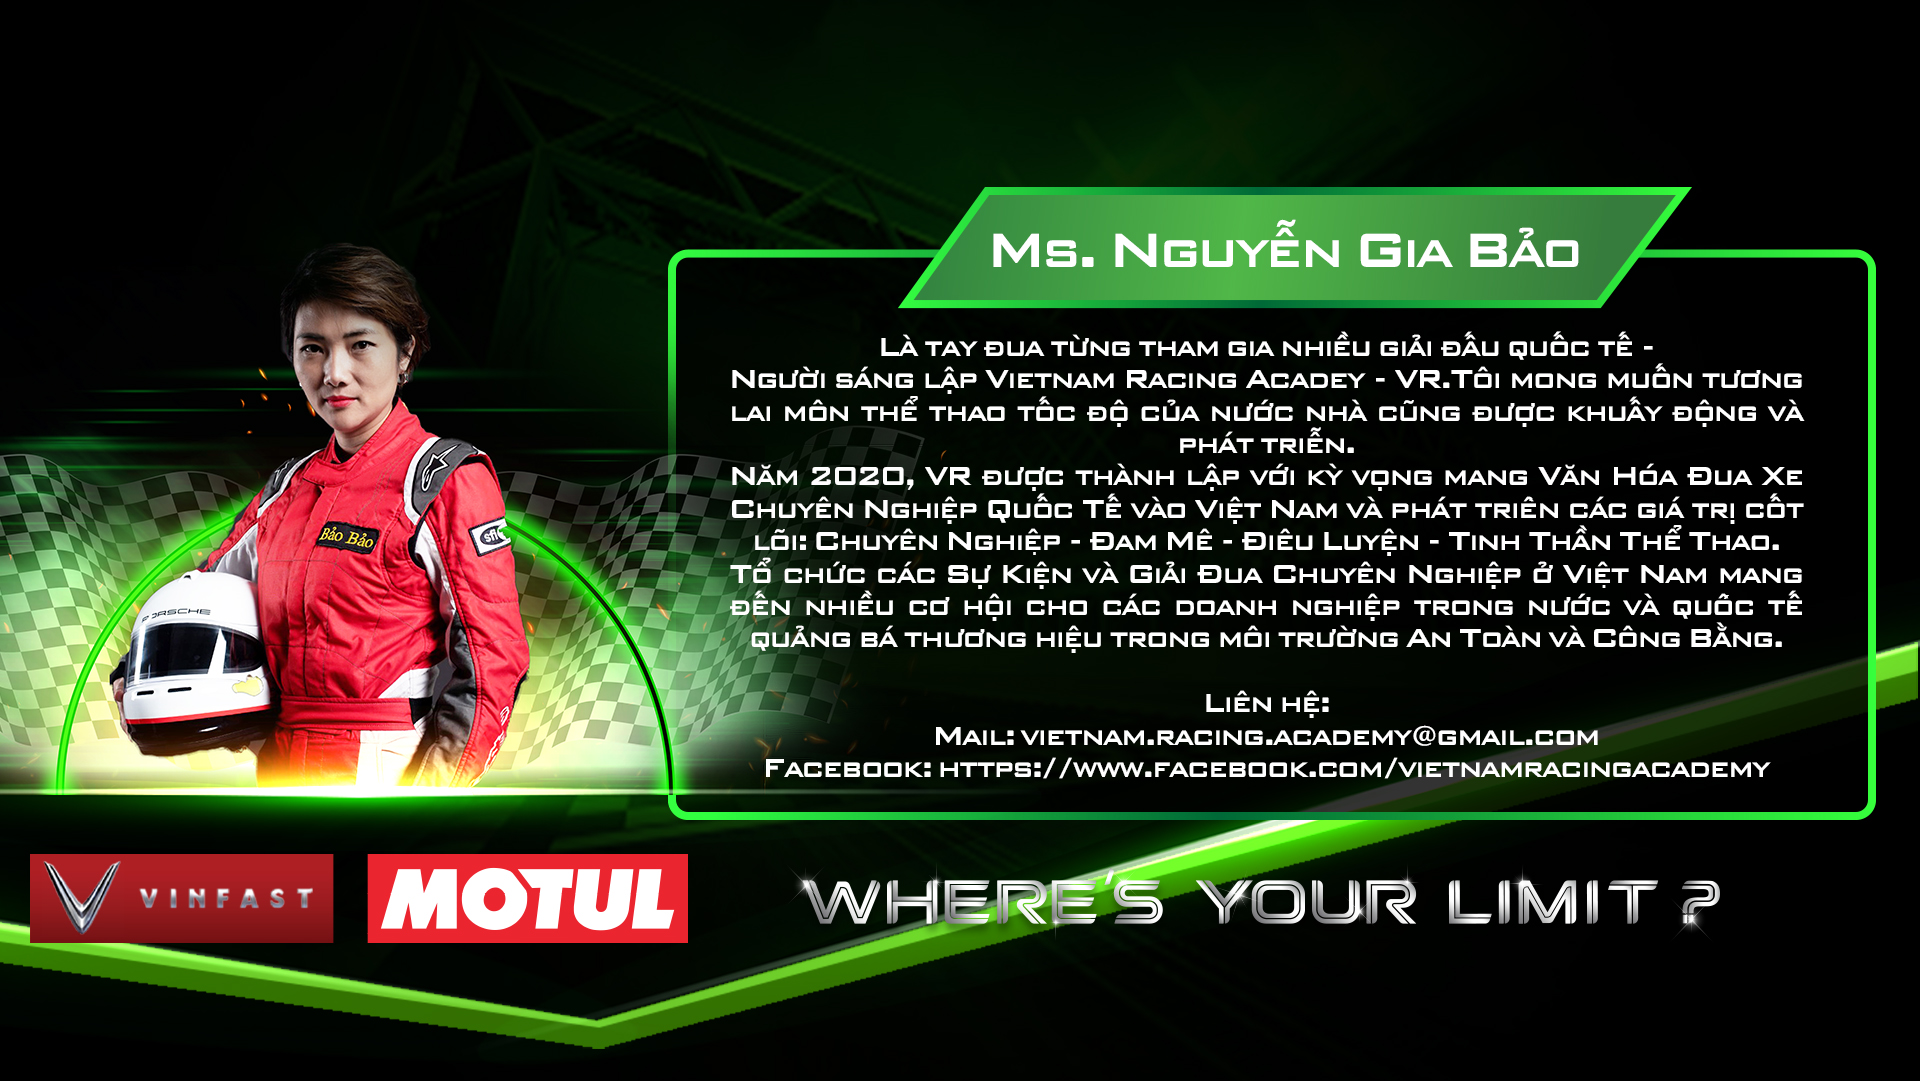 Ms. Nguyễn Gia Bảo
Là tay đua từng tham gia nhiều giải đấu quốc tế -
Người sáng lập Vietnam Racing Acadey - VR.Tôi mong muốn tương
lai môn thể thao tốc độ của nước nhà cũng được khuấy động và
phát triễn.
Năm 2020, VR được thành lập với kỳ vọng mang Văn Hóa Đua Xe
Chuyên Nghiệp Quốc Tế vào Việt Nam và phát triên các giá trị cốt
lõi: Chuyên Nghiệp - Đam Mê - Điêu Luyện - Tinh Thần Thể Thao.
Tổ chức các Sự Kiện và Giải Đua Chuyên Nghiệp ở Việt Nam mang
đến nhiều cơ hội cho các doanh nghiệp trong nước và quốc tế
quảng bá thương hiệu trong môi trường An Toàn và Công Bằng.
Liên hệ:
Mail: vietnam.racing.academy@gmail.com
Facebook: https://www.facebook.com/vietnamracingacademy
Bảo Bảo
sfi
PORSCHE
VINFAST
MOTUL
WHERE'S YOUR LIMIT ?